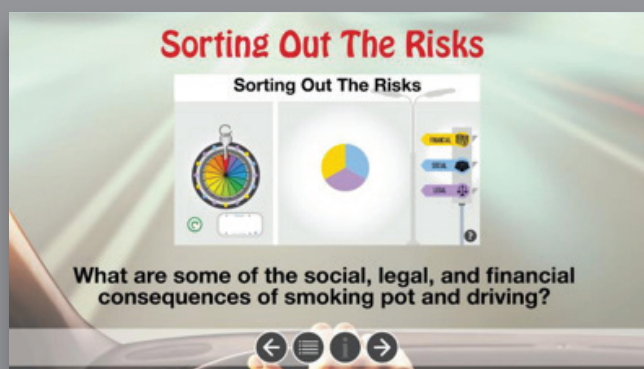 Sorting Out The Risks
Sorting Out The Risks
FINANCIAL
SOCIAL
LEGAL
What are some of the social, legal, and financial
consequences of smoking pot and driving?